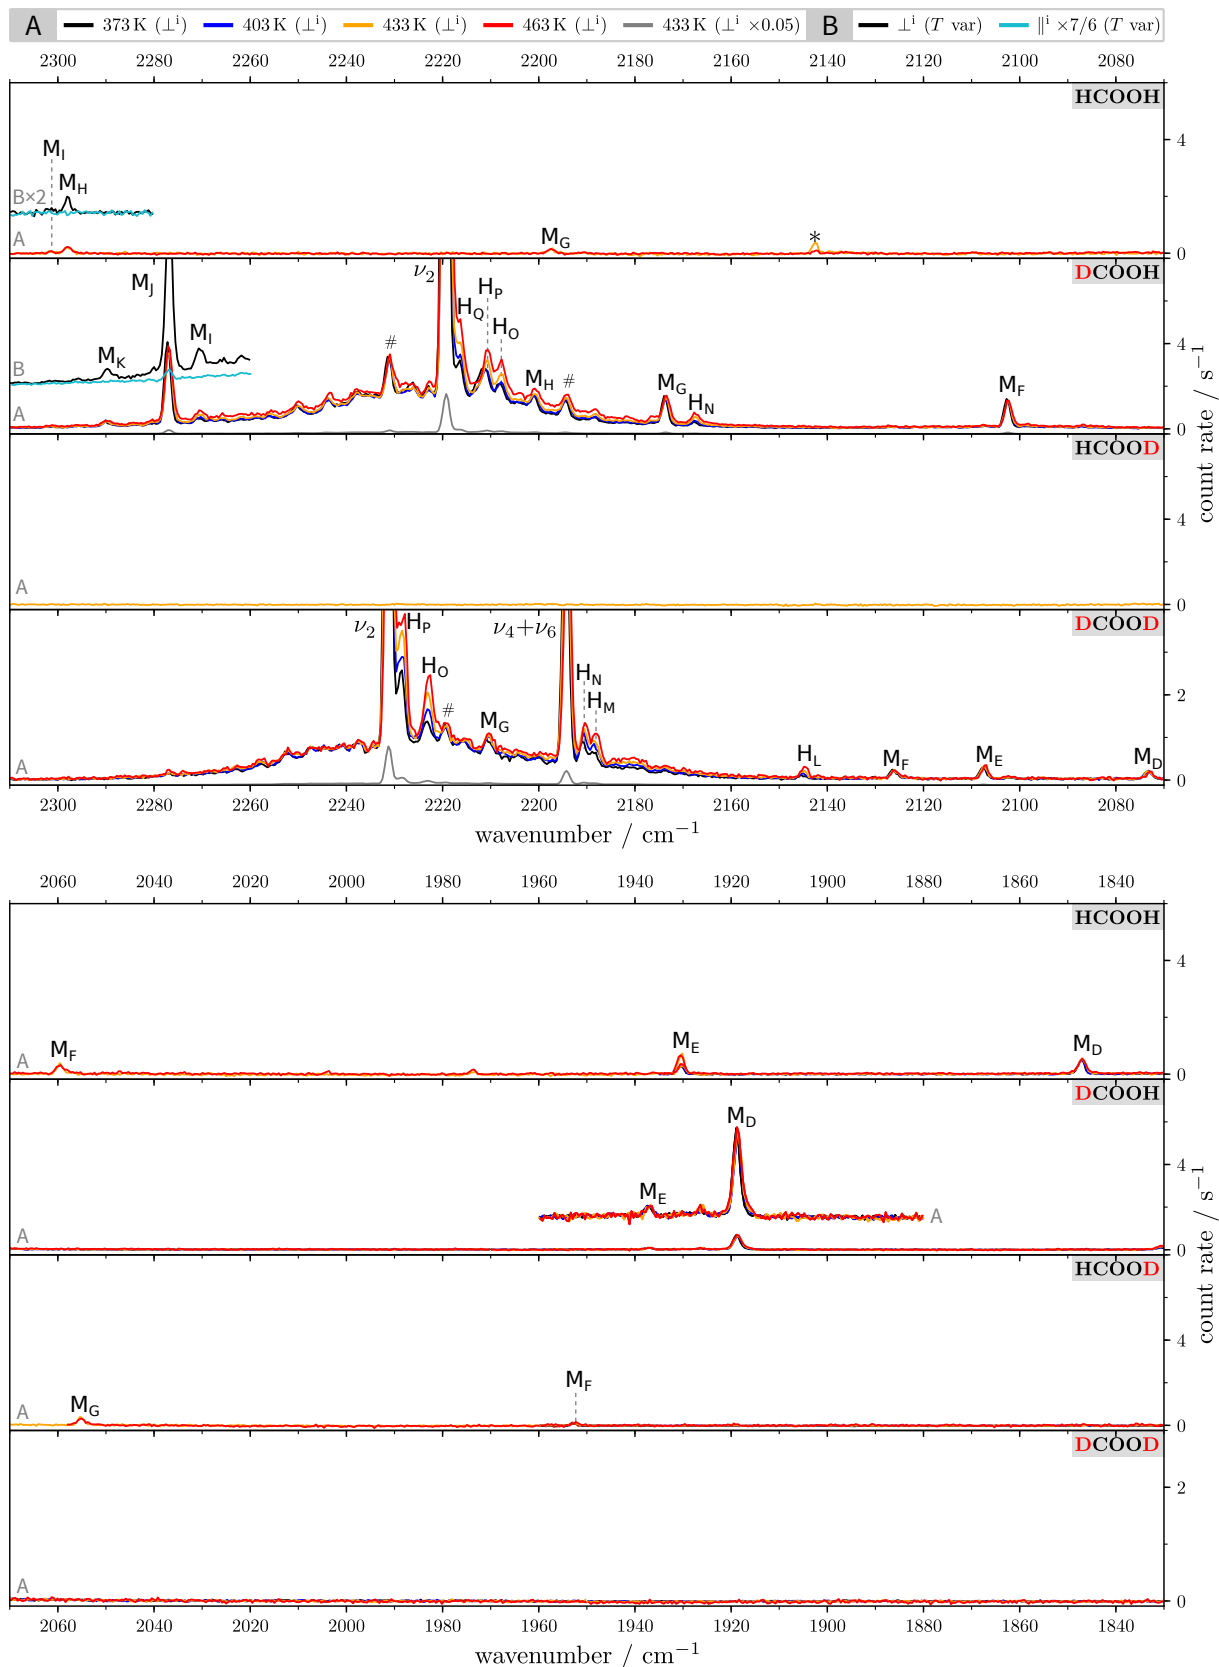 A 373 K (⊥ⁱ) 403 K (⊥ⁱ) 433 K (⊥ⁱ) 463 K (⊥ⁱ) 433 K (⊥ⁱ ×0.05) B ⊥ⁱ (T var) ∥ⁱ ×7/6 (T var)
2300 2280 2260 2240 2220 2200 2180 2160 2140 2120 2100 2080
HCOOH
4
M_I
M_H
B×2
A
M_G
*
0
DCOOH
M_J
ν₂
H_P
H_Q
H_O
M_I
#
4
M_K
B
M_H
#
M_G
H_N
M_F
A
0
HCOOD
4
A
0
DCOOD
ν₂
H_P
ν₄+ν₆
H_O
H_N
2
H_M
#
M_G
H_L
M_F
M_E
M_D
A
0
count rate / s⁻¹
2300 2280 2260 2240 2220 2200 2180 2160 2140 2120 2100 2080
wavenumber / cm⁻¹
2060 2040 2020 2000 1980 1960 1940 1920 1900 1880 1860 1840
HCOOH
4
M_F
M_E
M_D
A
0
DCOOH
M_D
4
M_E
A
A
0
HCOOD
4
M_F
M_G
A
0
DCOOD
2
A
0
count rate / s⁻¹
2060 2040 2020 2000 1980 1960 1940 1920 1900 1880 1860 1840
wavenumber / cm⁻¹